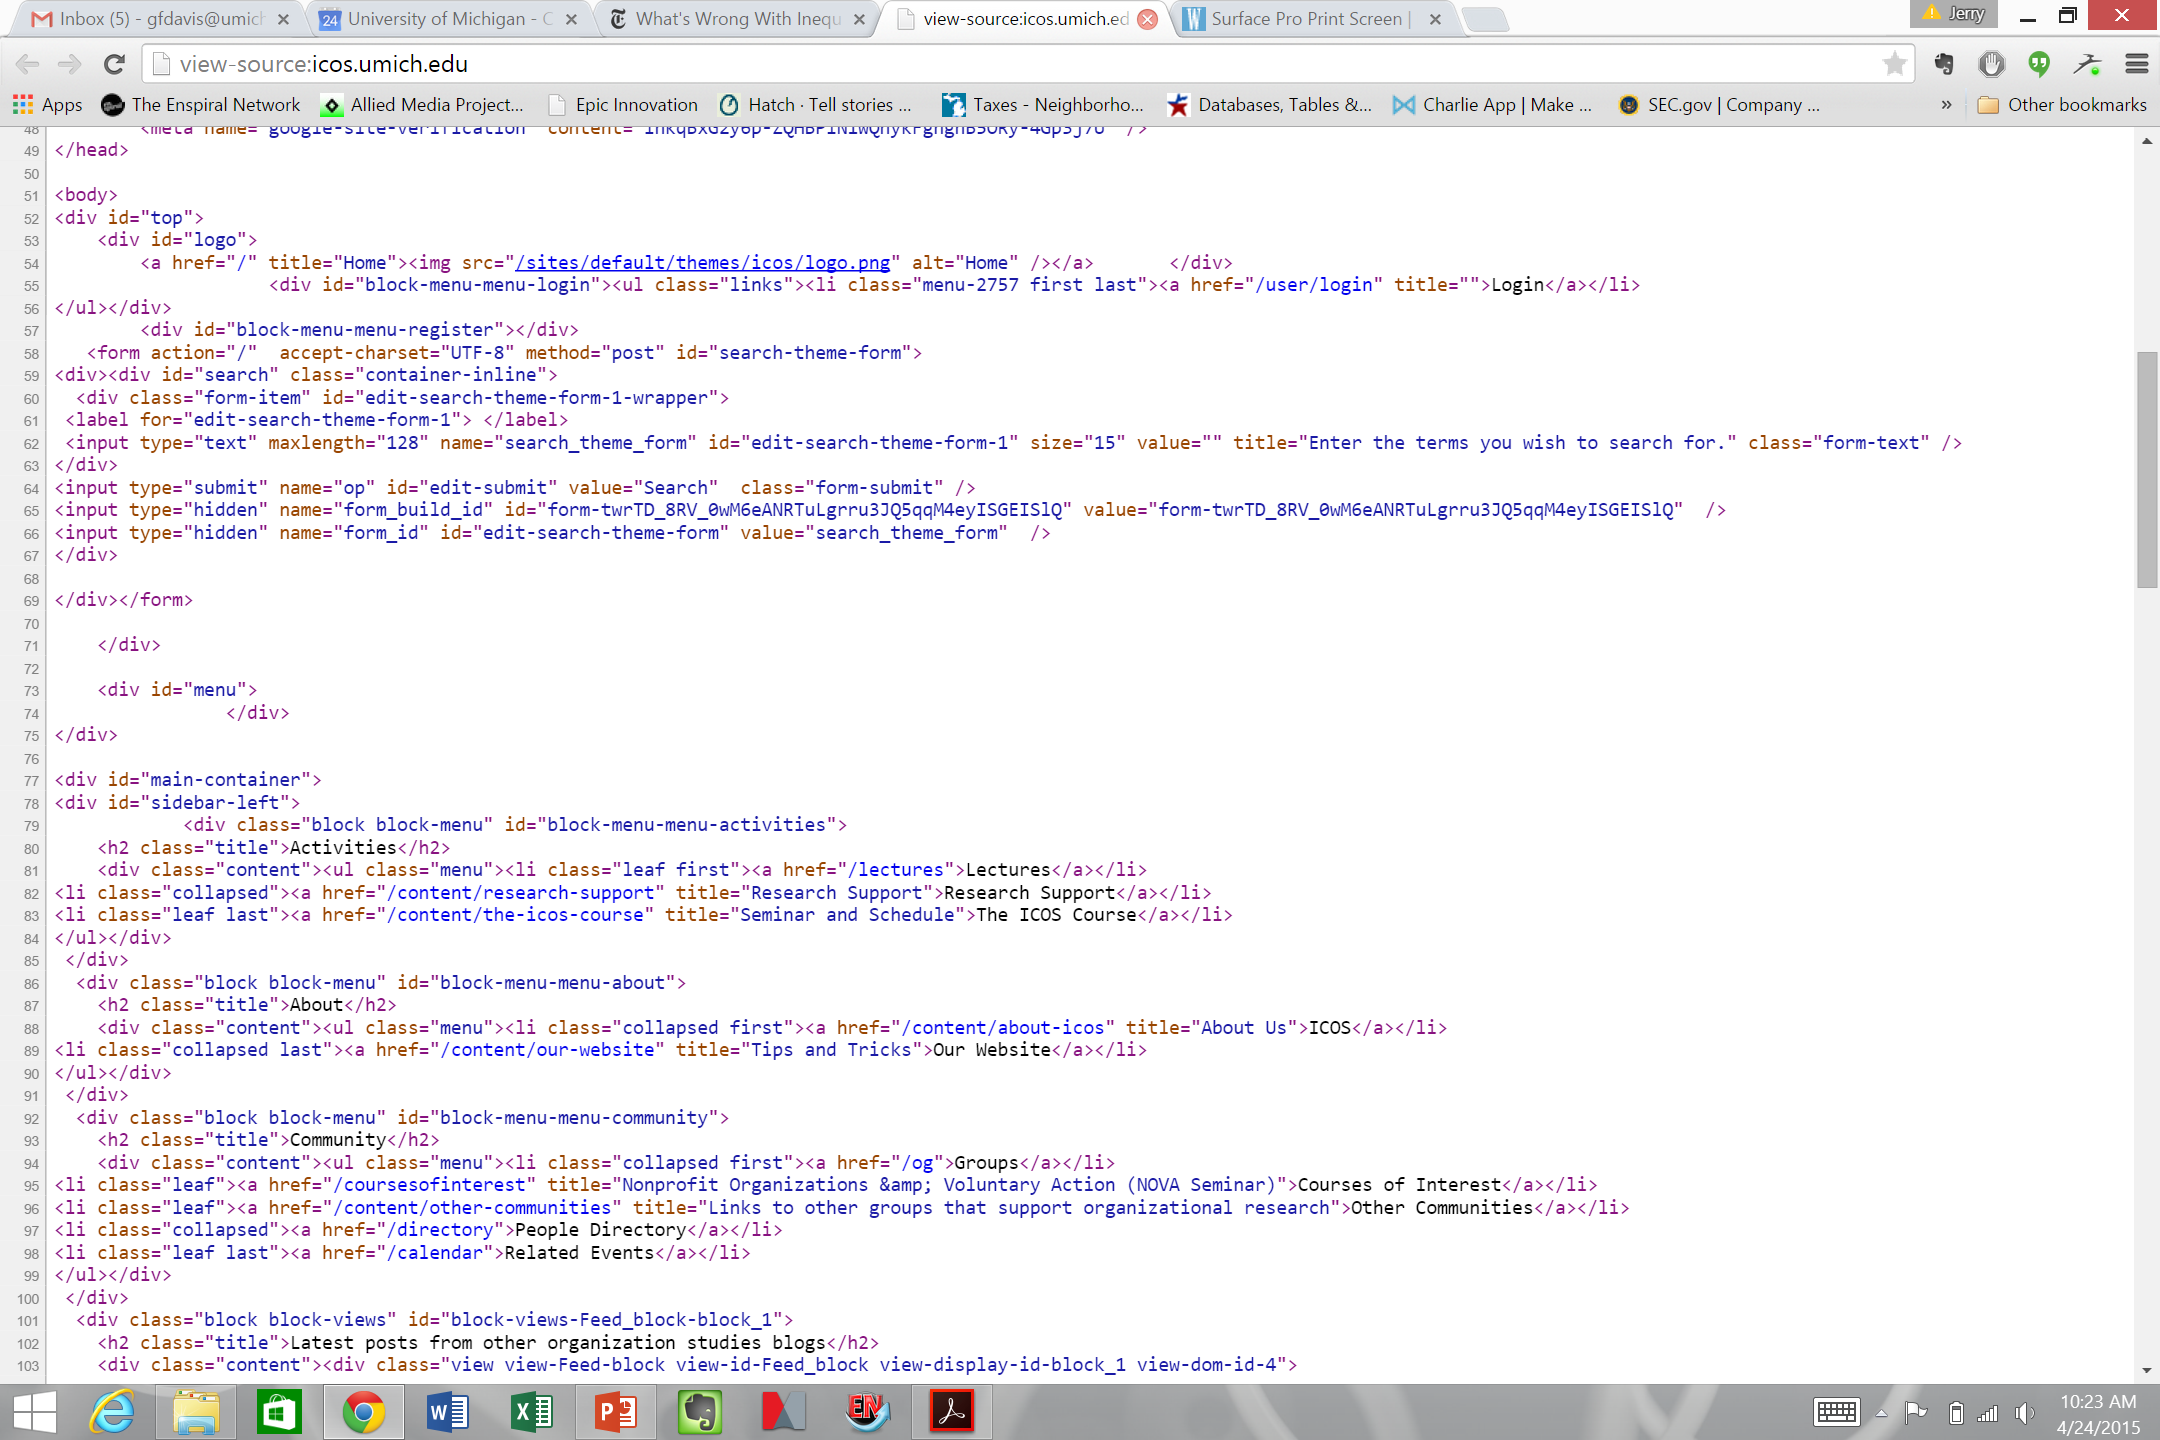 Inbox (5) - gfdavis@umich
24 University of Michigan - C
What's Wrong With Inequ
view-source:icos.umich.ed
W Surface Pro Print Screen |
Jerry
view-source:icos.umich.edu
Apps The Enspiral Network Allied Media Project... Epic Innovation Hatch · Tell stories ... Taxes - Neighborho... Databases, Tables &... Charlie App | Make ... SEC.gov | Company ... » Other bookmarks
48 <meta name="google-site-verification" content= />
49 </head>
50
51 <body>
52 <div id="top">
53 <div id="logo">
54 <a href="/" title="Home"><img src="/sites/default/themes/icos/logo.png" alt="Home" /></a> </div>
55 <div id="block-menu-menu-login"><ul class="links"><li class="menu-2757 first last"><a href="/user/login" title="">Login</a></li>
56 </ul></div>
57 <div id="block-menu-menu-register"></div>
58 <form action="/" accept-charset="UTF-8" method="post" id="search-theme-form">
59 <div><div id="search" class="container-inline">
60 <div class="form-item" id="edit-search-theme-form-1-wrapper">
61 <label for="edit-search-theme-form-1"> </label>
62 <input type="text" maxlength="128" name="search_theme_form" id="edit-search-theme-form-1" size="15" value="" title="Enter the terms you wish to search for." class="form-text" />
63 </div>
64 <input type="submit" name="op" id="edit-submit" value="Search" class="form-submit" />
65 <input type="hidden" name="form_build_id" id="form-twrTD_8RV_0wM6eANRTuLgrru3JQ5qqM4eyISGEISlQ" value="form-twrTD_8RV_0wM6eANRTuLgrru3JQ5qqM4eyISGEISlQ" />
66 <input type="hidden" name="form_id" id="edit-search-theme-form" value="search_theme_form" />
67 </div>
68
69 </div></form>
70
71 </div>
72
73 <div id="menu">
74 </div>
75 </div>
76
77 <div id="main-container">
78 <div id="sidebar-left">
79 <div class="block block-menu" id="block-menu-menu-activities">
80 <h2 class="title">Activities</h2>
81 <div class="content"><ul class="menu"><li class="leaf first"><a href="/lectures">Lectures</a></li>
82 <li class="collapsed"><a href="/content/research-support" title="Research Support">Research Support</a></li>
83 <li class="leaf last"><a href="/content/the-icos-course" title="Seminar and Schedule">The ICOS Course</a></li>
84 </ul></div>
85 </div>
86 <div class="block block-menu" id="block-menu-menu-about">
87 <h2 class="title">About</h2>
88 <div class="content"><ul class="menu"><li class="collapsed first"><a href="/content/about-icos" title="About Us">ICOS</a></li>
89 <li class="collapsed last"><a href="/content/our-website" title="Tips and Tricks">Our Website</a></li>
90 </ul></div>
91 </div>
92 <div class="block block-menu" id="block-menu-menu-community">
93 <h2 class="title">Community</h2>
94 <div class="content"><ul class="menu"><li class="collapsed first"><a href="/og">Groups</a></li>
95 <li class="leaf"><a href="/coursesofinterest" title="Nonprofit Organizations &amp; Voluntary Action (NOVA Seminar)">Courses of Interest</a></li>
96 <li class="leaf"><a href="/content/other-communities" title="Links to other groups that support organizational research">Other Communities</a></li>
97 <li class="collapsed"><a href="/directory">People Directory</a></li>
98 <li class="leaf last"><a href="/calendar">Related Events</a></li>
99 </ul></div>
100 </div>
101 <div class="block block-views" id="block-views-Feed_block-block_1">
102 <h2 class="title">Latest posts from other organization studies blogs</h2>
103 <div class="content"><div class="view view-Feed-block view-id-Feed_block view-display-id-block_1 view-dom-id-4">
EN
10:23 AM
4/24/2015